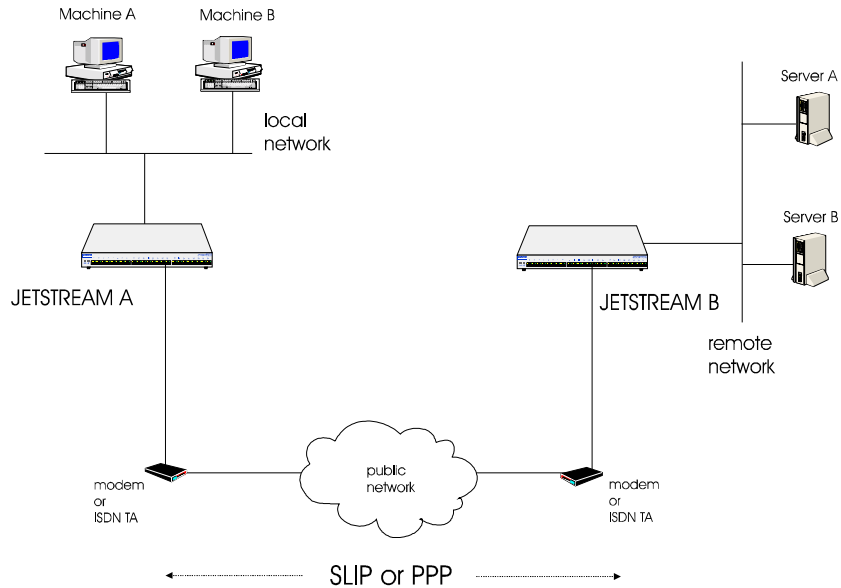 Machine A
Machine B
local
network
Server A
Server B
JETSTREAM A
JETSTREAM B
remote
network
public
network
modem
or
ISDN TA
modem
or
ISDN TA
SLIP or PPP